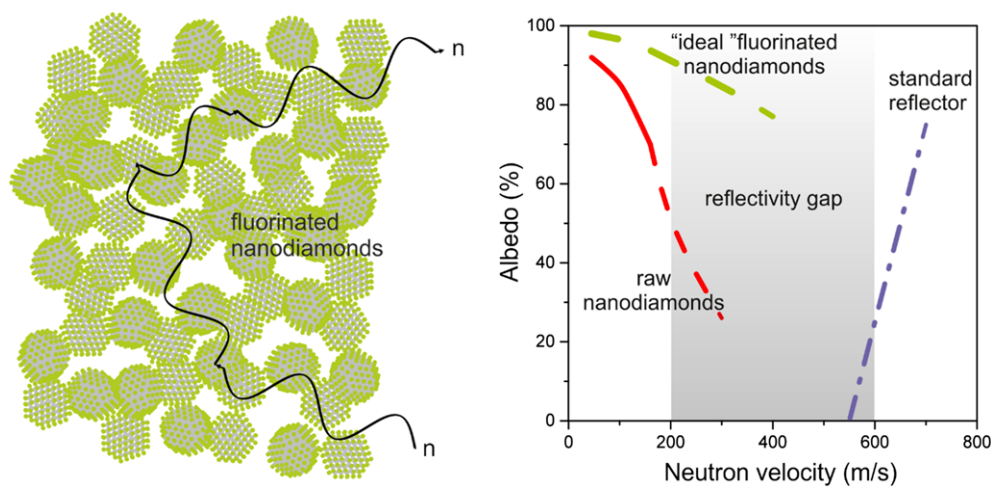 n
fluorinated
nanodiamonds
n
100
80
60
40
20
0
Albedo (%)
“ideal ”fluorinated
nanodiamonds
standard
reflector
reflectivity gap
raw
nanodiamonds
0
200
400
600
800
Neutron velocity (m/s)